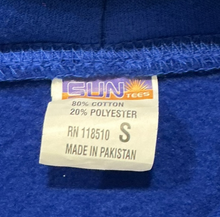 SUN
TEES
80% COTTON
20% POLYESTER
RN 118510 S
MADE IN PAKISTAN